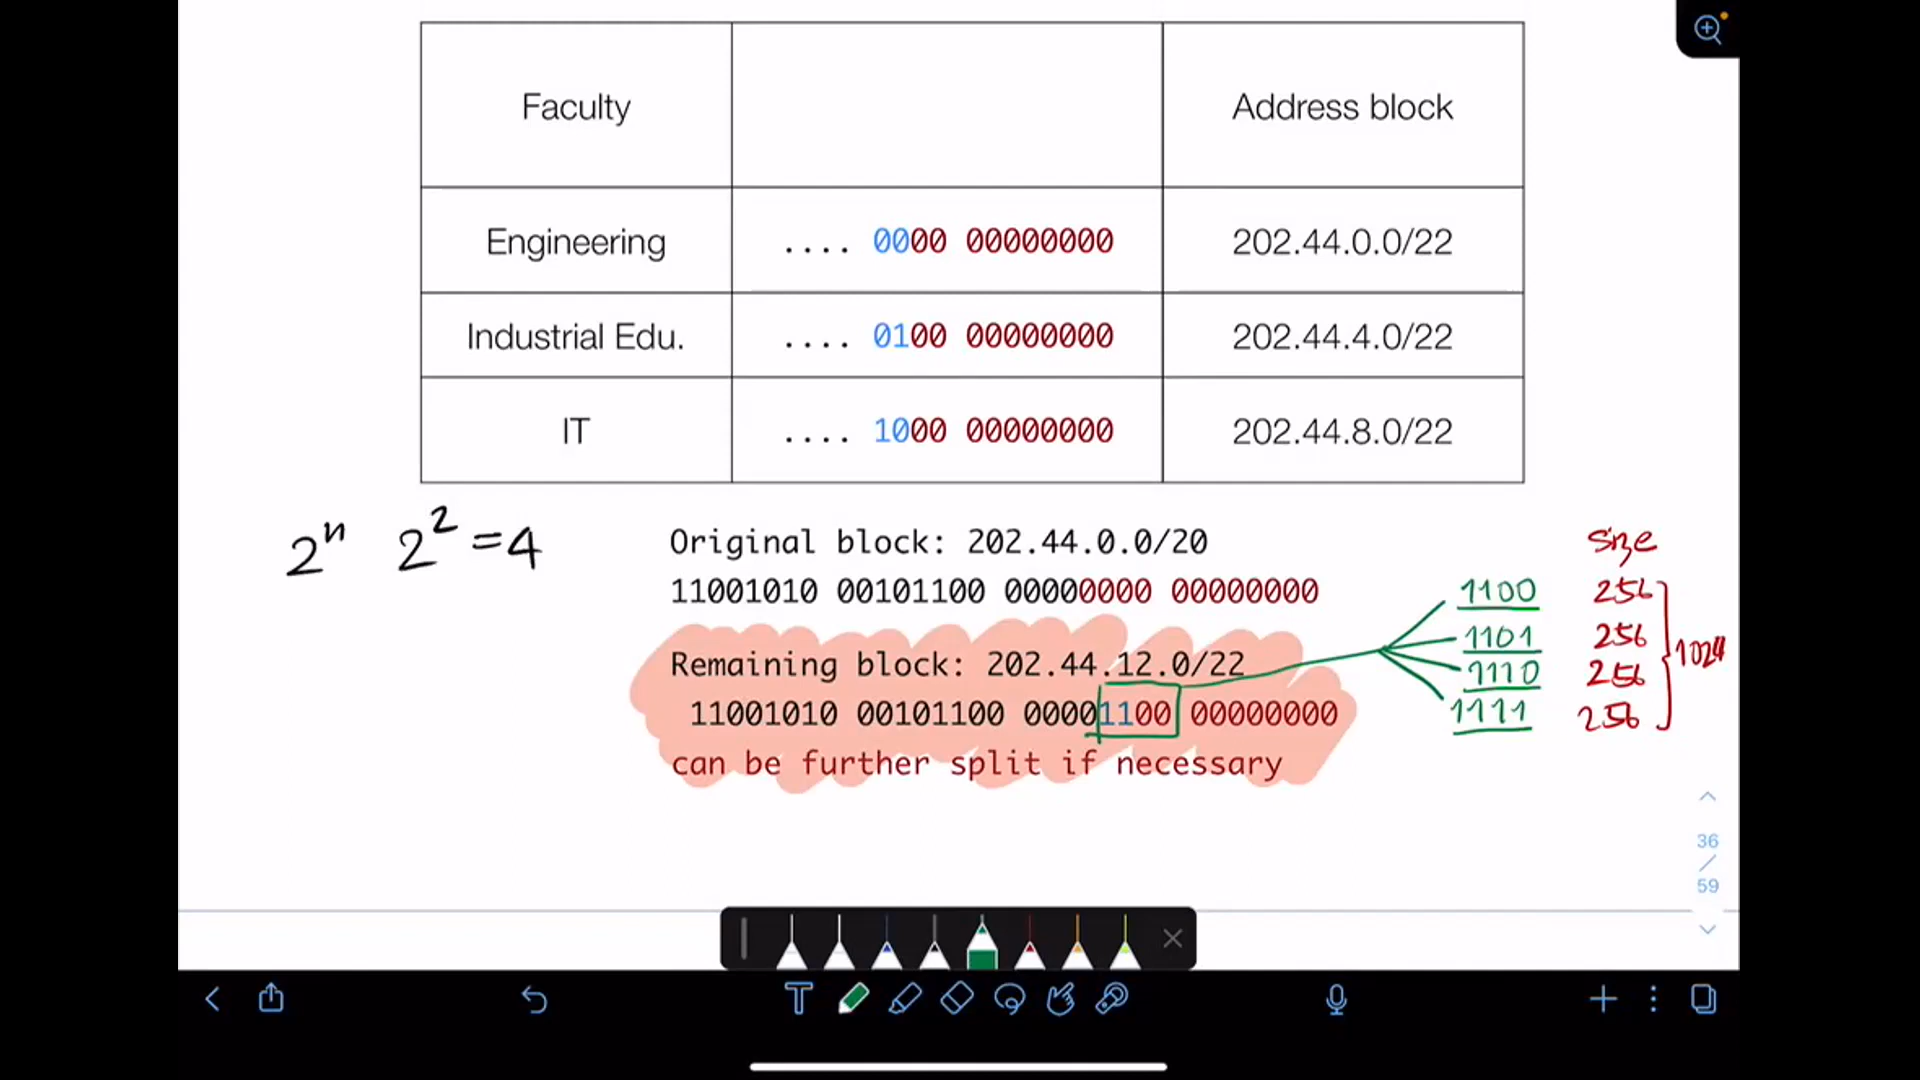 Faculty Address block
Engineering .... 0000 00000000 202.44.0.0/22
Industrial Edu. .... 0100 00000000 202.44.4.0/22
IT .... 1000 00000000 202.44.8.0/22
2ⁿ 2² = 4
Original block: 202.44.0.0/20
11001010 00101100 00000000 00000000
Remaining block: 202.44.12.0/22
11001010 00101100 00001100 00000000
can be further split if necessary
size
1100 256
1101 256
1110 256
1111 256
1024
36
/
59
T